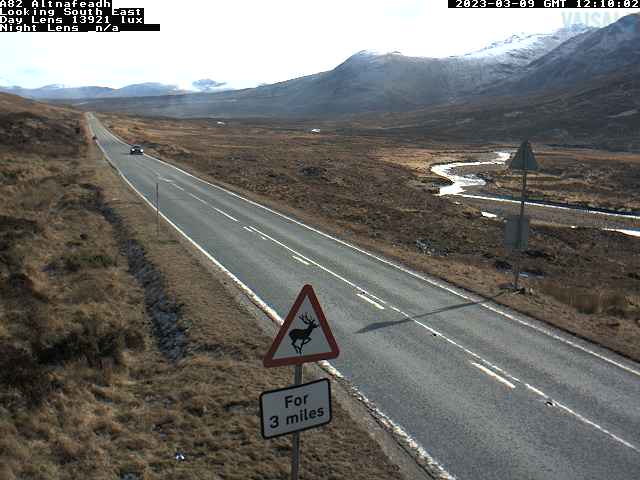 A82 Altnafeadh
Looking South East
Day Lens 13921 lux
Night Lens n/a
2023-03-09 GMT 12:10:02
VAISALA
For
3 miles